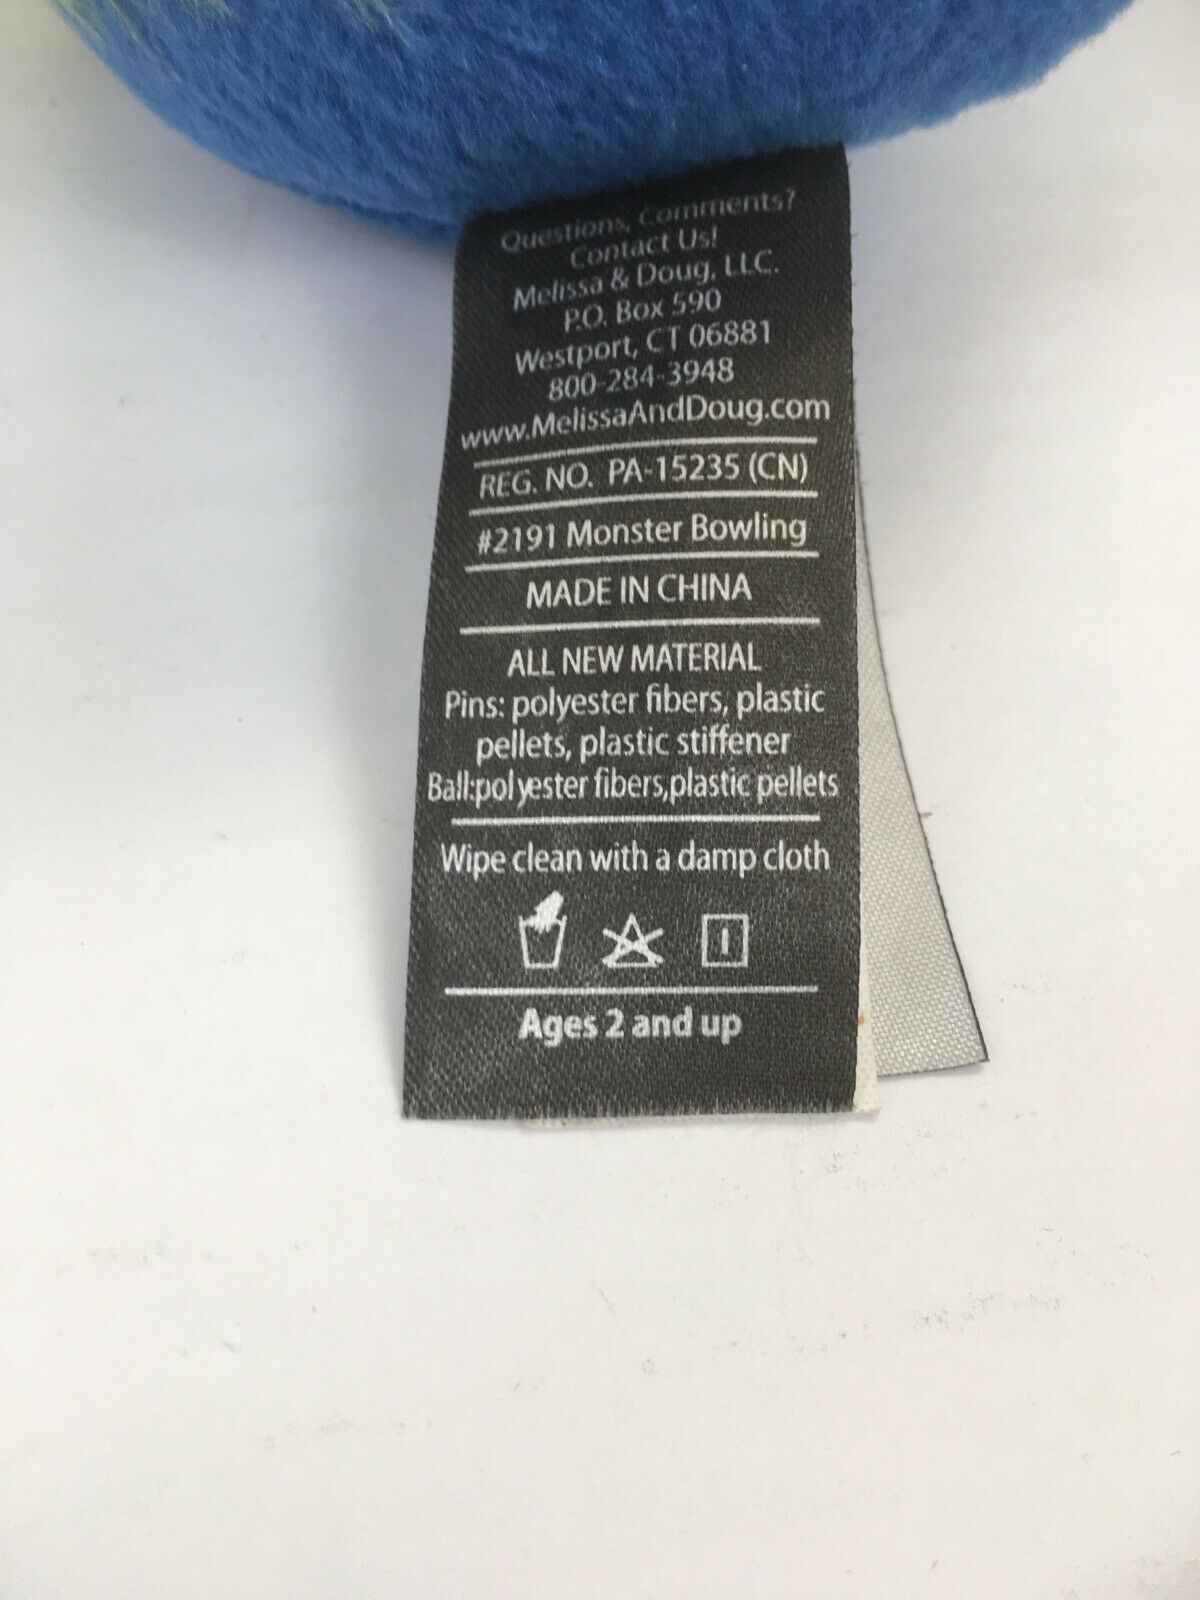 Questions, Comments?
Contact Us!
Melissa & Doug, LLC.
P.O. Box 590
Westport, CT 06881
800-284-3948
www.MelissaAndDoug.com
REG. NO. PA-15235 (CN)
#2191 Monster Bowling
MADE IN CHINA
ALL NEW MATERIAL
Pins: polyester fibers, plastic
pellets, plastic stiffener
Ball:polyester fibers,plastic pellets
Wipe clean with a damp cloth
Ages 2 and up